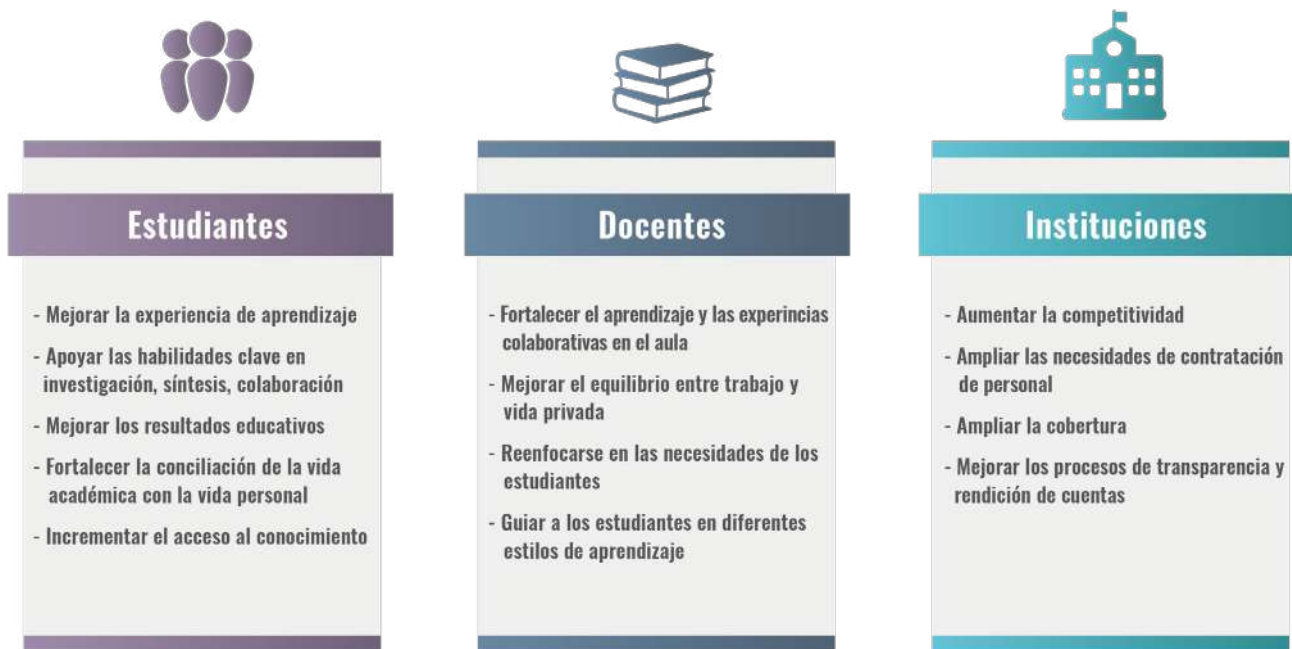 Estudiantes
- Mejorar la experiencia de aprendizaje
- Apoyar las habilidades clave en
investigación, síntesis, colaboración
- Mejorar los resultados educativos
- Fortalecer la conciliación de la vida
académica con la vida personal
- Incrementar el acceso al conocimiento
Docentes
- Fortalecer el aprendizaje y las experincias
colaborativas en el aula
- Mejorar el equilibrio entre trabajo y
vida privada
- Reenfocarse en las necesidades de los
estudiantes
- Guiar a los estudiantes en diferentes
estilos de aprendizaje
Instituciones
- Aumentar la competitividad
- Ampliar las necesidades de contratación
de personal
- Ampliar la cobertura
- Mejorar los procesos de transparencia y
rendición de cuentas